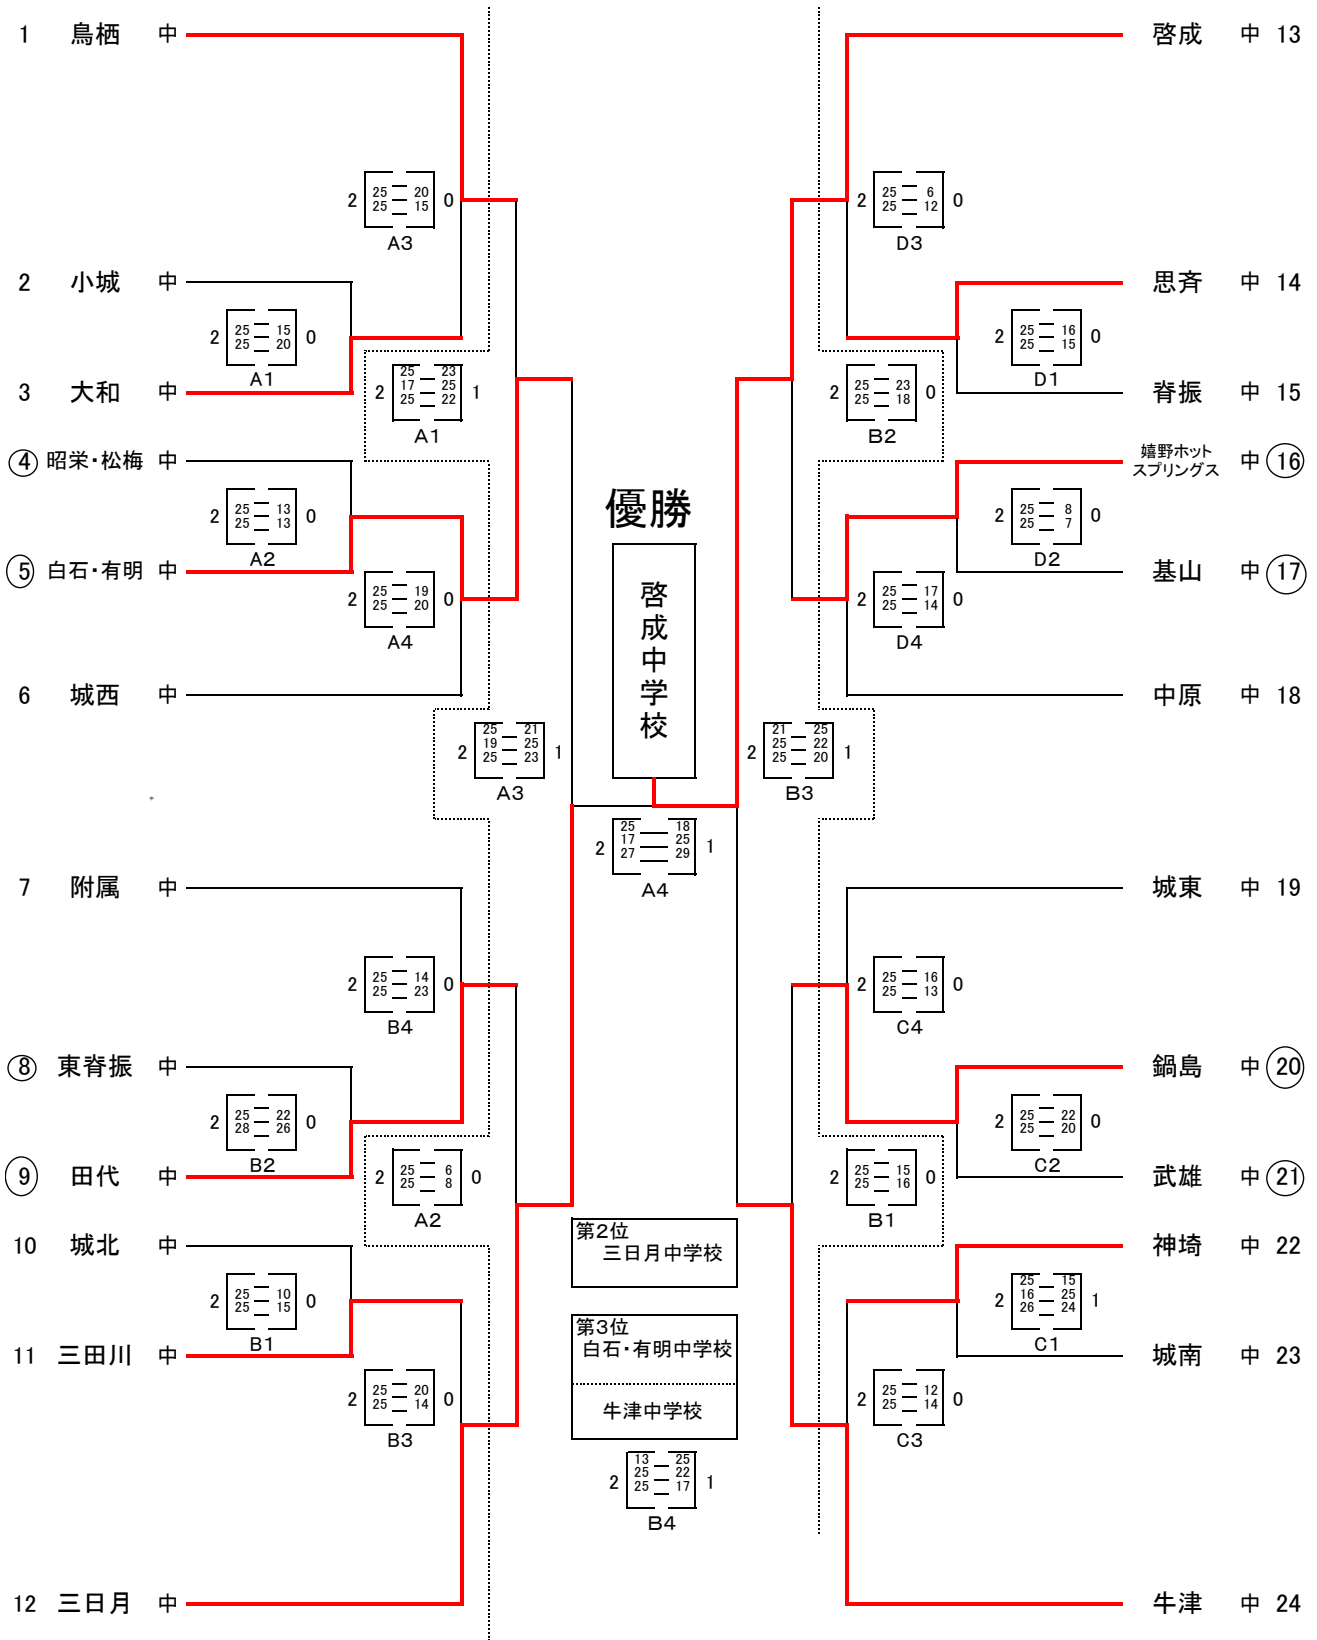 1 鳥栖 中
啓成 中 13
2 25 20 0
25 15
A3
2 25 6 0
25 12
D3
2 小城 中
思斉 中 14
2 25 15 0
25 20
A1
2 25 16 0
25 15
D1
3 大和 中
脊振 中 15
25 23
2 17 25 1
25 22
A1
2 25 23 0
25 18
B2
④ 昭栄・松梅 中
嬉野ホット
スプリングス 中 ⑯
2 25 13 0
25 13
A2
2 25 8 0
25 7
D2
優勝
啓成中学校
⑤ 白石・有明 中
基山 中 ⑰
2 25 19 0
25 20
A4
2 25 17 0
25 14
D4
6 城西 中
中原 中 18
25 21
2 19 25 1
25 23
A3
21 25
2 25 22 1
25 20
B3
25 18
2 17 25 1
27 29
A4
7 附属 中
城東 中 19
2 25 14 0
25 23
B4
2 25 16 0
25 13
C4
⑧ 東脊振 中
鍋島 中 ⑳
2 25 22 0
28 26
B2
2 25 22 0
25 20
C2
⑨ 田代 中
武雄 中 ㉑
2 25 6 0
25 8
A2
2 25 15 0
25 16
B1
10 城北 中
神埼 中 22
第2位
三日月中学校
2 25 10 0
25 15
B1
25 15
2 16 25 1
26 24
C1
11 三田川 中
城南 中 23
第3位
白石・有明中学校
牛津中学校
2 25 20 0
25 14
B3
2 25 12 0
25 14
C3
13 25
2 25 22 1
25 17
B4
12 三日月 中
牛津 中 24